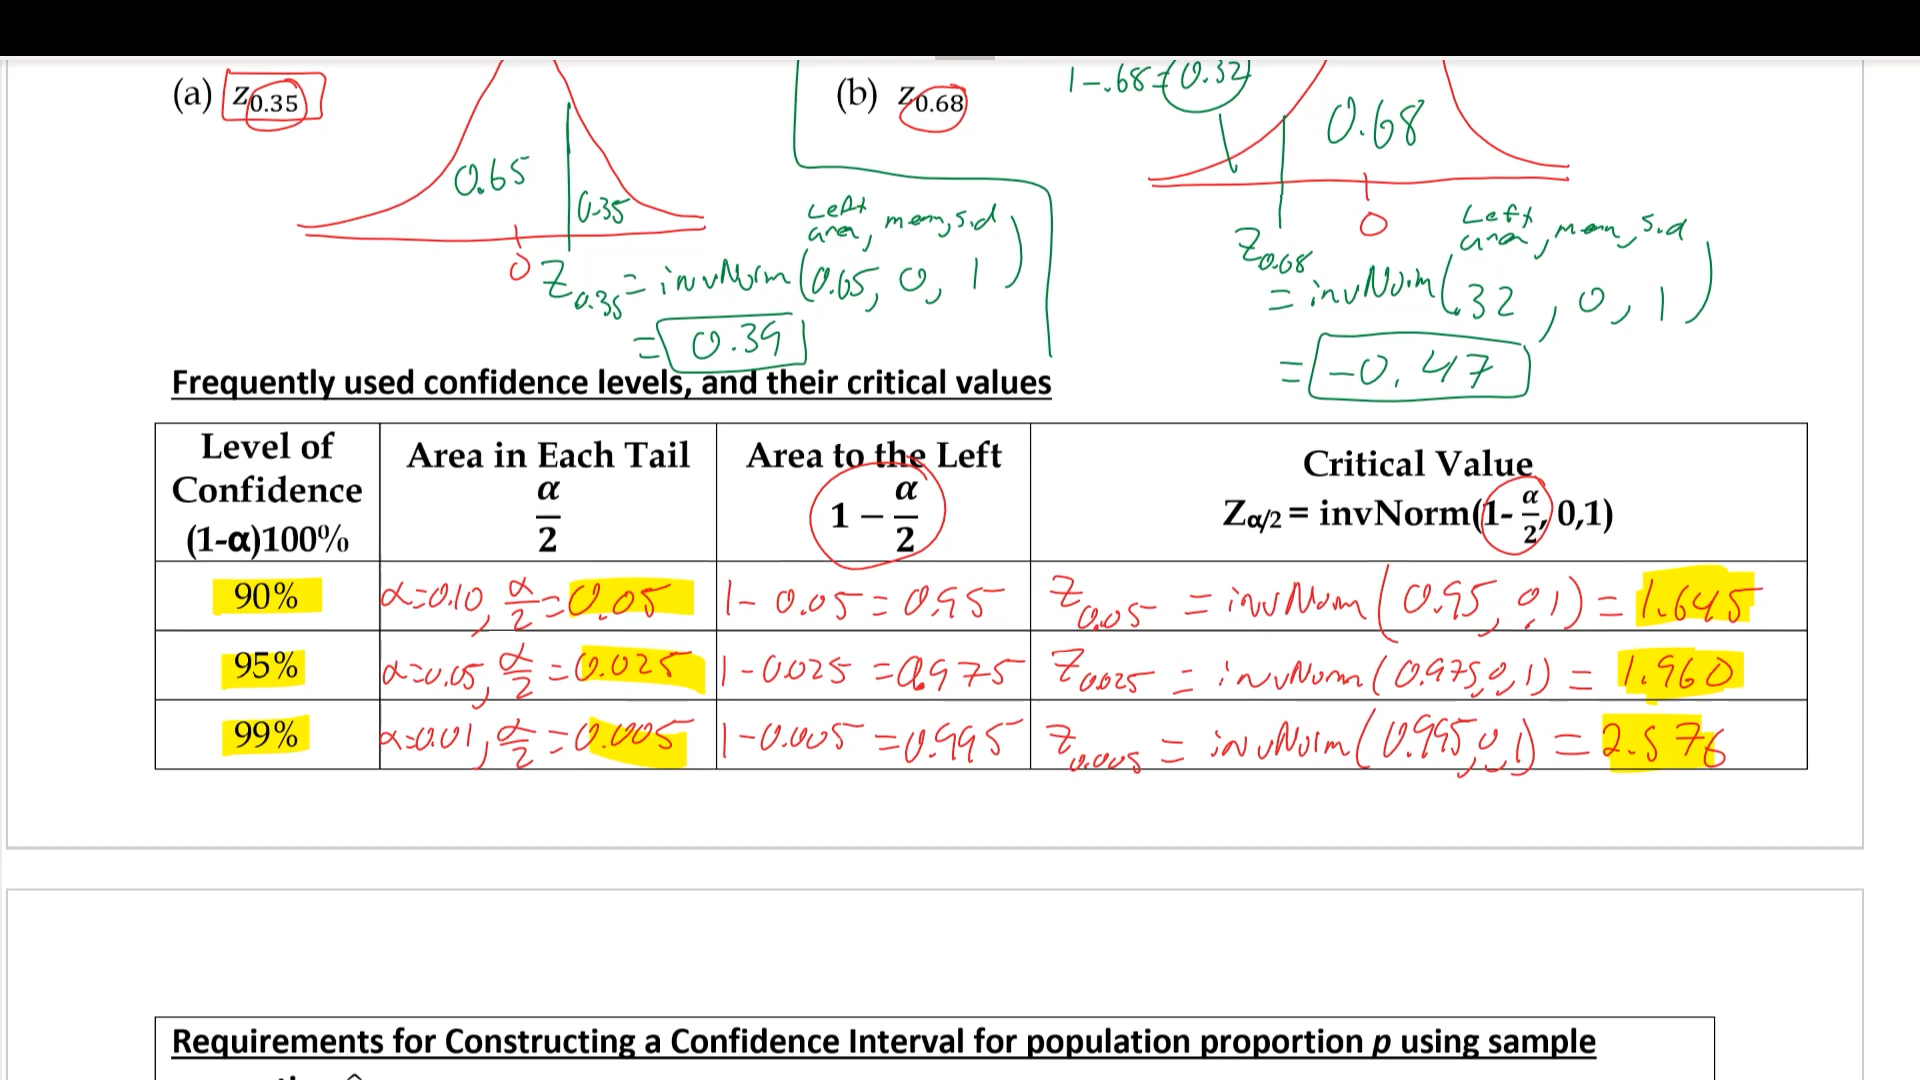 (a) z0.35
(b) z0.68
1-.68=0.32
0.68
0.65
0.35
Left area, mean, s.d
0
Z0.35 = invNorm(0.65, 0, 1)
= 0.39
Left area, mean, s.d
0
Z0.68
= invNorm(.32, 0, 1)
= -0.47
Frequently used confidence levels, and their critical values
Level of Confidence (1-α)100%
Area in Each Tail α/2
Area to the Left 1 − α/2
Critical Value
Zα/2 = invNorm(1- α/2, 0,1)
90% α=0.10, α/2=0.05 1- 0.05 = 0.95 Z0.05 = invNorm(0.95, 0,1) = 1.645
95% α=0.05, α/2=0.025 1-0.025 =0.975 Z0.025 = invNorm(0.975,0,1) = 1.960
99% α=0.01, α/2=0.005 1-0.005 =0.995 Z0.005 = invNorm(0.995,0,1) = 2.576
Requirements for Constructing a Confidence Interval for population proportion p using sample